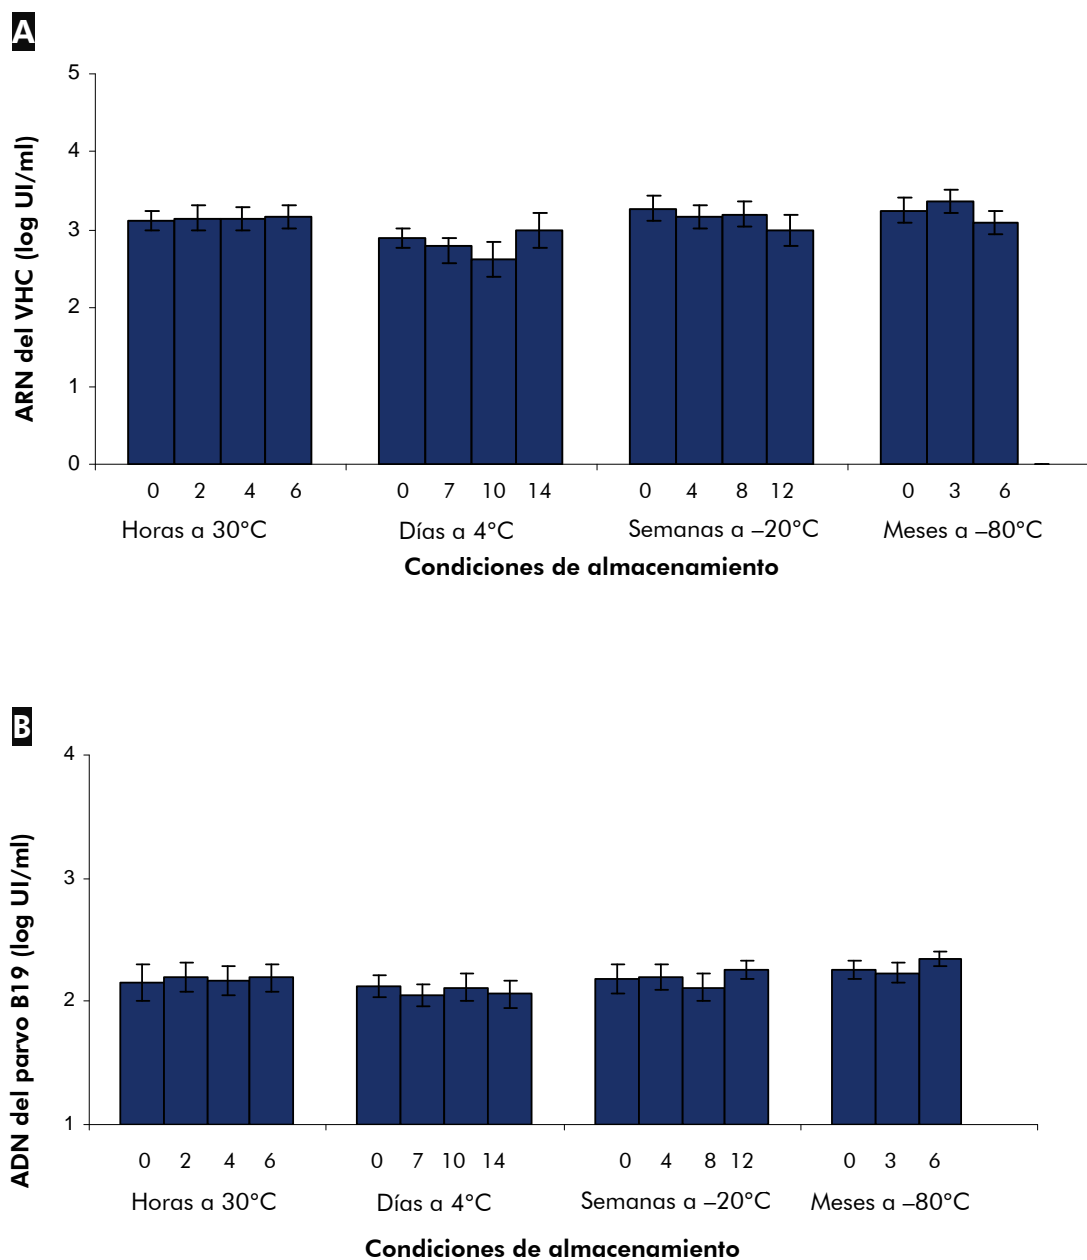 A
5
4
3
2
1
0
ARN del VHC (log UI/ml)
0 2 4 6 0 7 10 14 0 4 8 12 0 3 6
Horas a 30°C Días a 4°C Semanas a –20°C Meses a –80°C
Condiciones de almacenamiento
B
4
3
2
1
ADN del parvo B19 (log UI/ml)
0 2 4 6 0 7 10 14 0 4 8 12 0 3 6
Horas a 30°C Días a 4°C Semanas a –20°C Meses a –80°C
Condiciones de almacenamiento